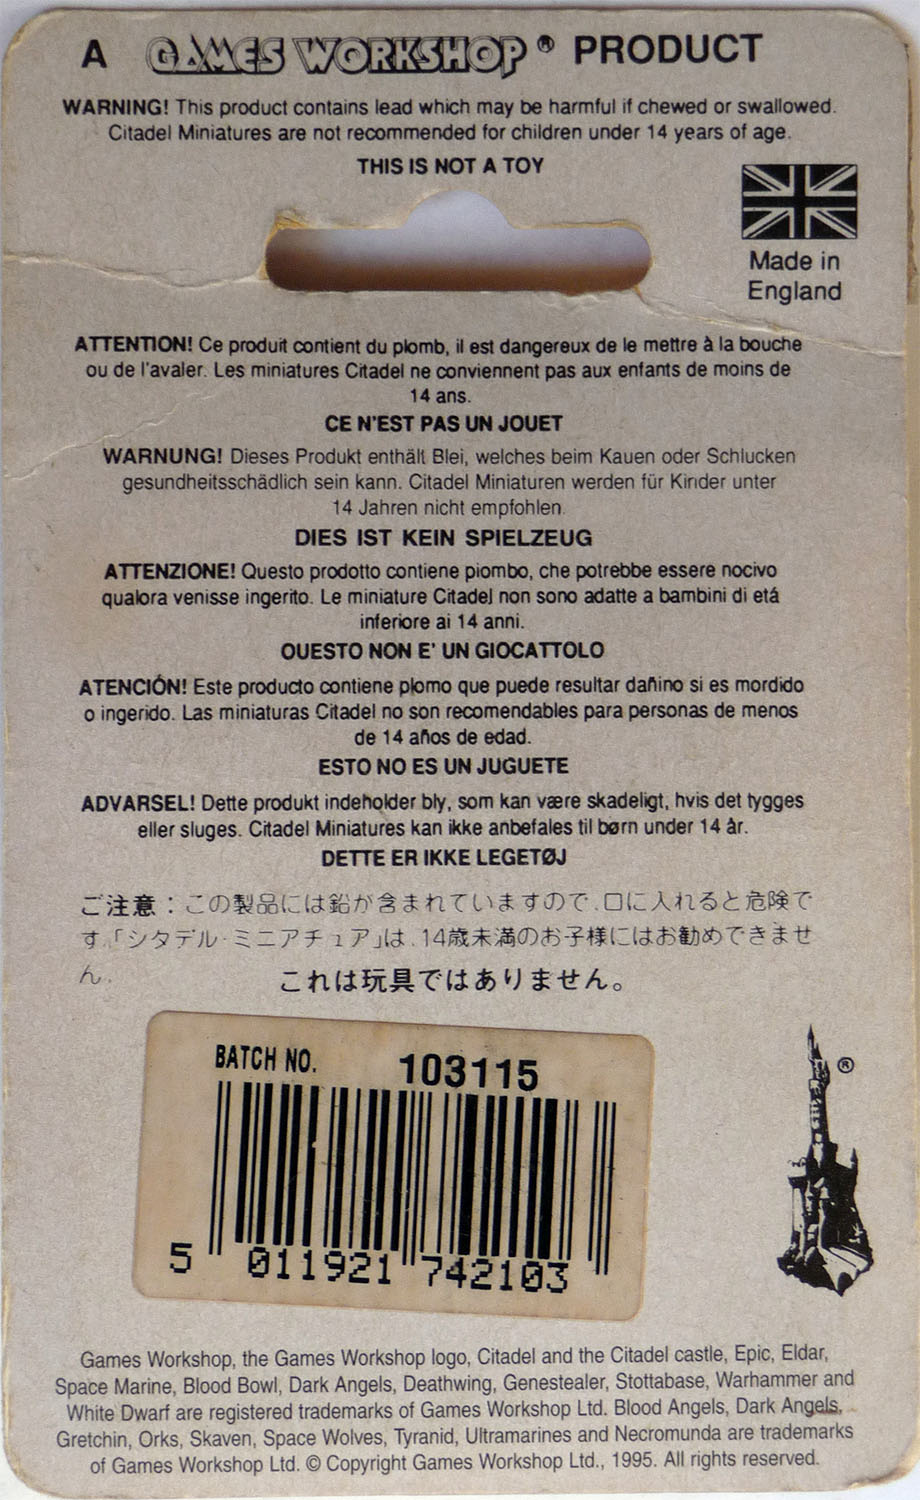 A GAMES WORKSHOP® PRODUCT
WARNING! This product contains lead which may be harmful if chewed or swallowed.
Citadel Miniatures are not recommended for children under 14 years of age.
THIS IS NOT A TOY
Made in
England
ATTENTION! Ce produit contient du plomb, il est dangereux de le mettre à la bouche
ou de l'avaler. Les miniatures Citadel ne conviennent pas aux enfants de moins de
14 ans.
CE N'EST PAS UN JOUET
WARNUNG! Dieses Produkt enthält Blei, welches beim Kauen oder Schlucken
gesundheitsschädlich sein kann. Citadel Miniaturen werden für Kinder unter
14 Jahren nicht empfohlen.
DIES IST KEIN SPIELZEUG
ATTENZIONE! Questo prodotto contiene piombo, che potrebbe essere nocivo
qualora venisse ingerito. Le miniature Citadel non sono adatte a bambini di etá
inferiore ai 14 anni.
OUESTO NON E' UN GIOCATTOLO
ATENCIÓN! Este producto contiene plomo que puede resultar dañino si es mordido
o ingerido. Las miniaturas Citadel no son recomendables para personas de menos
de 14 años de edad.
ESTO NO ES UN JUGUETE
ADVARSEL! Dette produkt indeholder bly, som kan være skadeligt, hvis det tygges
eller sluges. Citadel Miniatures kan ikke anbefales til børn under 14 år.
DETTE ER IKKE LEGETØJ
ご注意：この製品には鉛が含まれていますので、口に入れると危険で
す。「シタデル・ミニアチュア」は、14歳未満のお子様にはお勧めできませ
ん。 これは玩具ではありません。
BATCH NO. 103115
5 011921 742103
®
Games Workshop, the Games Workshop logo, Citadel and the Citadel castle, Epic, Eldar,
Space Marine, Blood Bowl, Dark Angels, Deathwing, Genestealer, Stottabase, Warhammer and
White Dwarf are registered trademarks of Games Workshop Ltd. Blood Angels, Dark Angels,
Gretchin, Orks, Skaven, Space Wolves, Tyranid, Ultramarines and Necromunda are trademarks
of Games Workshop Ltd. © Copyright Games Workshop Ltd., 1995. All rights reserved.